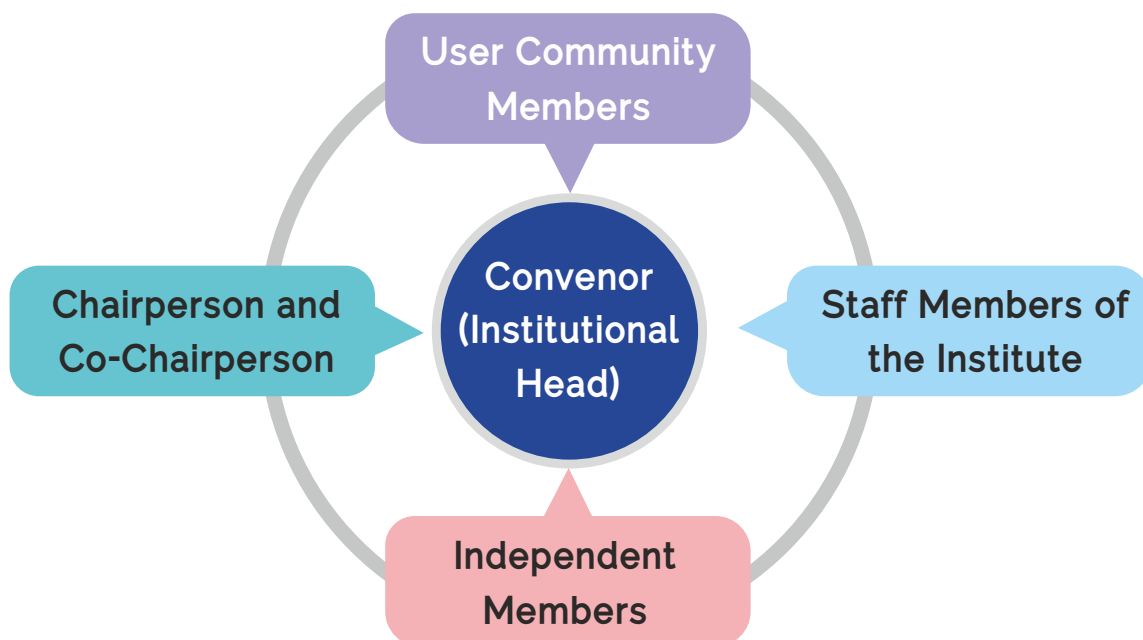 User Community
Members
Convenor
(Institutional
Head)
Chairperson and
Co-Chairperson
Staff Members of
the Institute
Independent
Members